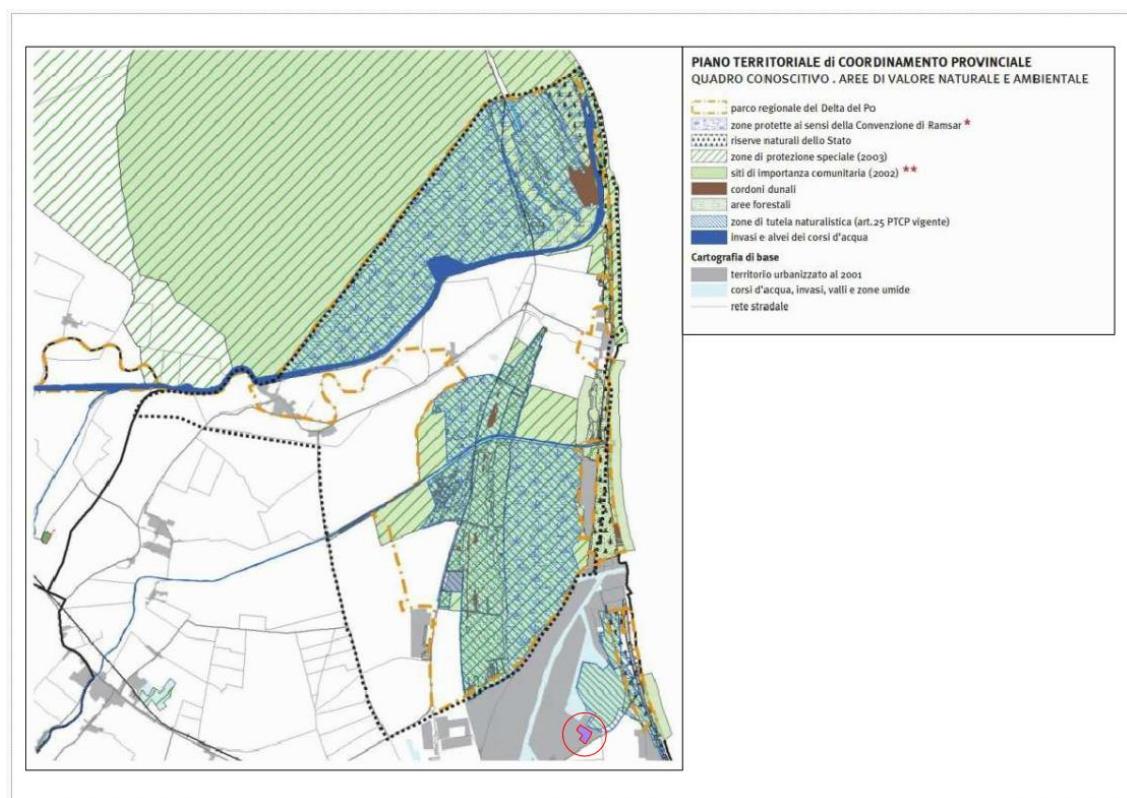 PIANO TERRITORIALE di COORDINAMENTO PROVINCIALE
QUADRO CONOSCITIVO . AREE DI VALORE NATURALE E AMBIENTALE
parco regionale del Delta del Po
zone protette ai sensi della Convenzione di Ramsar *
riserve naturali dello Stato
zone di protezione speciale (2003)
siti di importanza comunitaria (2002) **
cordoni dunali
aree forestali
zone di tutela naturalistica (art.25 PTCP vigente)
invasi e alvei dei corsi d'acqua
Cartografia di base
territorio urbanizzato al 2001
corsi d'acqua, invasi, valli e zone umide
rete stradale